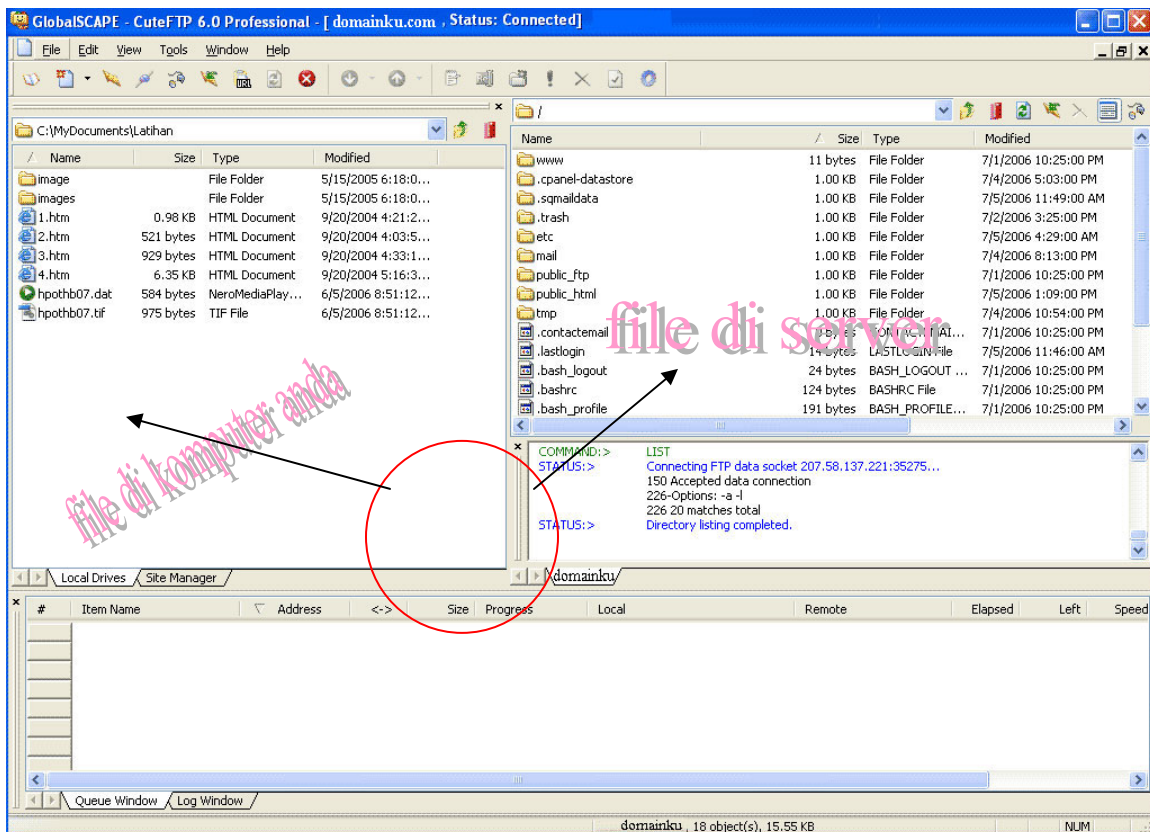 GlobalSCAPE - CuteFTP 6.0 Professional - [ domainku.com , Status: Connected]
File Edit View Tools Window Help
URL
C:\MyDocuments\Latihan
Name Size Type Modified
image File Folder 5/15/2005 6:18:0...
images File Folder 5/15/2005 6:18:0...
1.htm 0.98 KB HTML Document 9/20/2004 4:21:2...
2.htm 521 bytes HTML Document 9/20/2004 4:03:5...
3.htm 929 bytes HTML Document 9/20/2004 4:33:1...
4.htm 6.35 KB HTML Document 9/20/2004 5:16:3...
hpothb07.dat 584 bytes NeroMediaPlay... 6/5/2006 8:51:12...
hpothb07.tif 975 bytes TIF File 6/5/2006 8:51:12...
file di komputer anda
Local Drives Site Manager
/
Name Size Type Modified
www 11 bytes File Folder 7/1/2006 10:25:00 PM
.cpanel-datastore 1.00 KB File Folder 7/4/2006 5:03:00 PM
.sqmaildata 1.00 KB File Folder 7/5/2006 11:49:00 AM
.trash 1.00 KB File Folder 7/2/2006 3:25:00 PM
etc 1.00 KB File Folder 7/5/2006 4:29:00 AM
mail 1.00 KB File Folder 7/4/2006 8:13:00 PM
public_ftp 1.00 KB File Folder 7/1/2006 10:25:00 PM
public_html 1.00 KB File Folder 7/5/2006 1:09:00 PM
tmp 1.00 KB File Folder 7/4/2006 10:54:00 PM
.contactemail bytes 7/1/2006 10:25:00 PM
.lastlogin 14 bytes LASTLOGIN File 7/5/2006 11:46:00 AM
.bash_logout 24 bytes BASH_LOGOUT ... 7/1/2006 10:25:00 PM
.bashrc 124 bytes BASHRC File 7/1/2006 10:25:00 PM
.bash_profile 191 bytes BASH_PROFILE... 7/1/2006 10:25:00 PM
file di server
COMMAND:> LIST
STATUS:> Connecting FTP data socket 207.58.137.221:35275...
150 Accepted data connection
226-Options: -a -l
226 20 matches total
STATUS:> Directory listing completed.
domainku
# Item Name Address <-> Size Progress Local Remote Elapsed Left Speed
Queue Window Log Window
domainku , 18 object(s), 15.55 KB NUM